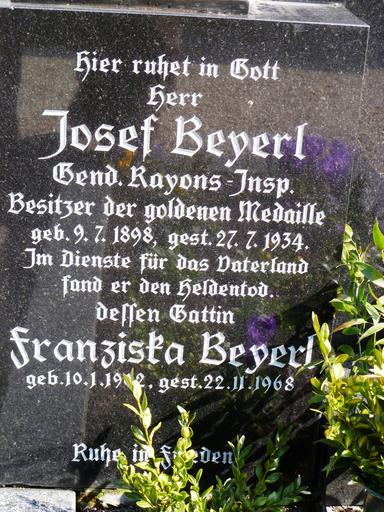 Hier ruhet in Gott
Herr
Josef Beyerl
Gend. Rayons-Insp.
Besitzer der goldenen Medaille
geb. 9. 7. 1898, gest. 27. 7. 1934.
Im Dienste für das Vaterland
fand er den Heldentod.
dessen Gattin
Franziska Beyerl
geb. 10. 1. gest. 22. 11. 1968
Ruhe in Frieden